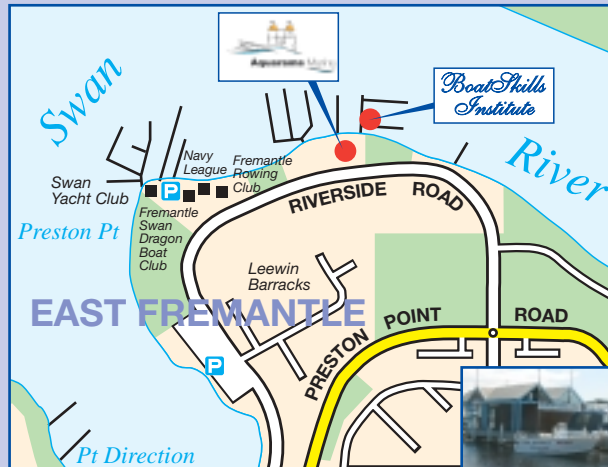 Aquarama Marina
BoatSkills
Institute
Swan
River
Navy
League
Fremantle
Rowing
Club
Swan
Yacht Club
P
RIVERSIDE ROAD
Preston Pt
Fremantle
Swan
Dragon
Boat
Club
Leewin
Barracks
EAST FREMANTLE
PRESTON POINT ROAD
P
Pt Direction